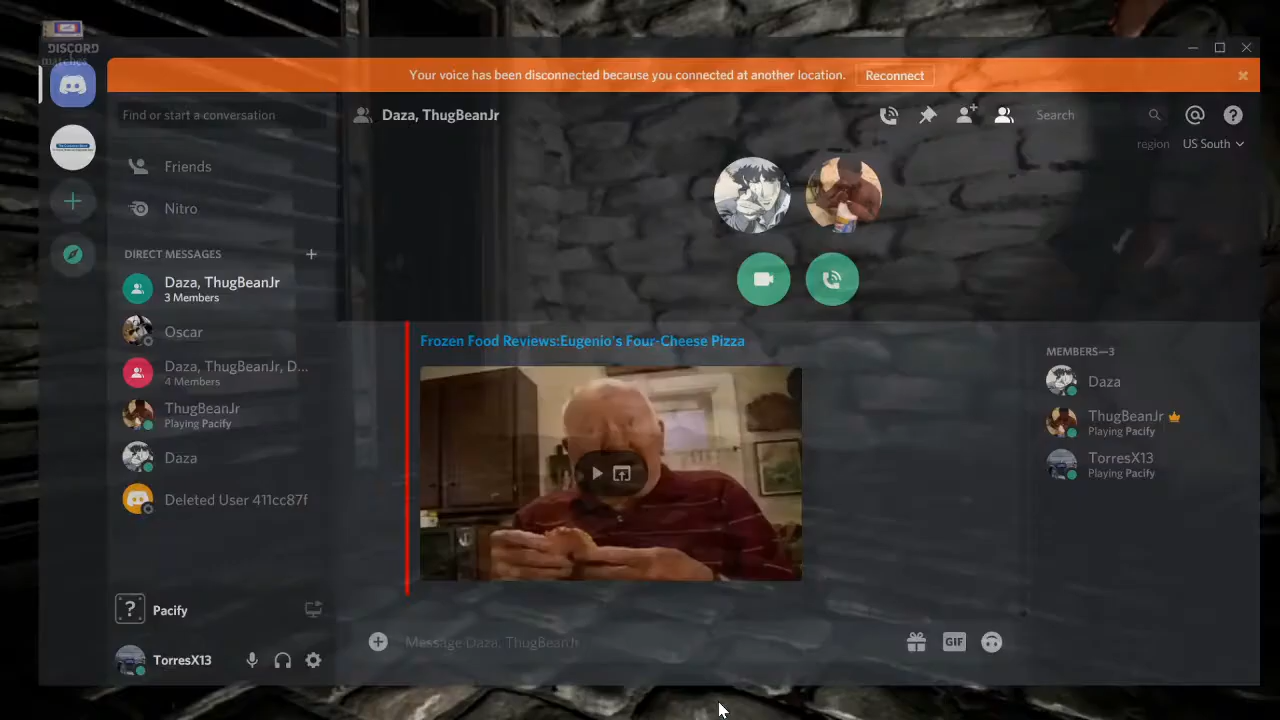 DISCORD
matches
Your voice has been disconnected because you connected at another location.
Reconnect
Find or start a conversation
Daza, ThugBeanJr
Search
region
US South
Friends
Nitro
DIRECT MESSAGES
Daza, ThugBeanJr
3 Members
Oscar
Daza, ThugBeanJr, D...
4 Members
ThugBeanJr
Playing Pacify
Daza
Deleted User 411cc87f
Pacify
TorresX13
Frozen Food Reviews:Eugenio's Four-Cheese Pizza
Message Daza, ThugBeanJr
GIF
MEMBERS—3
Daza
ThugBeanJr
Playing Pacify
TorresX13
Playing Pacify